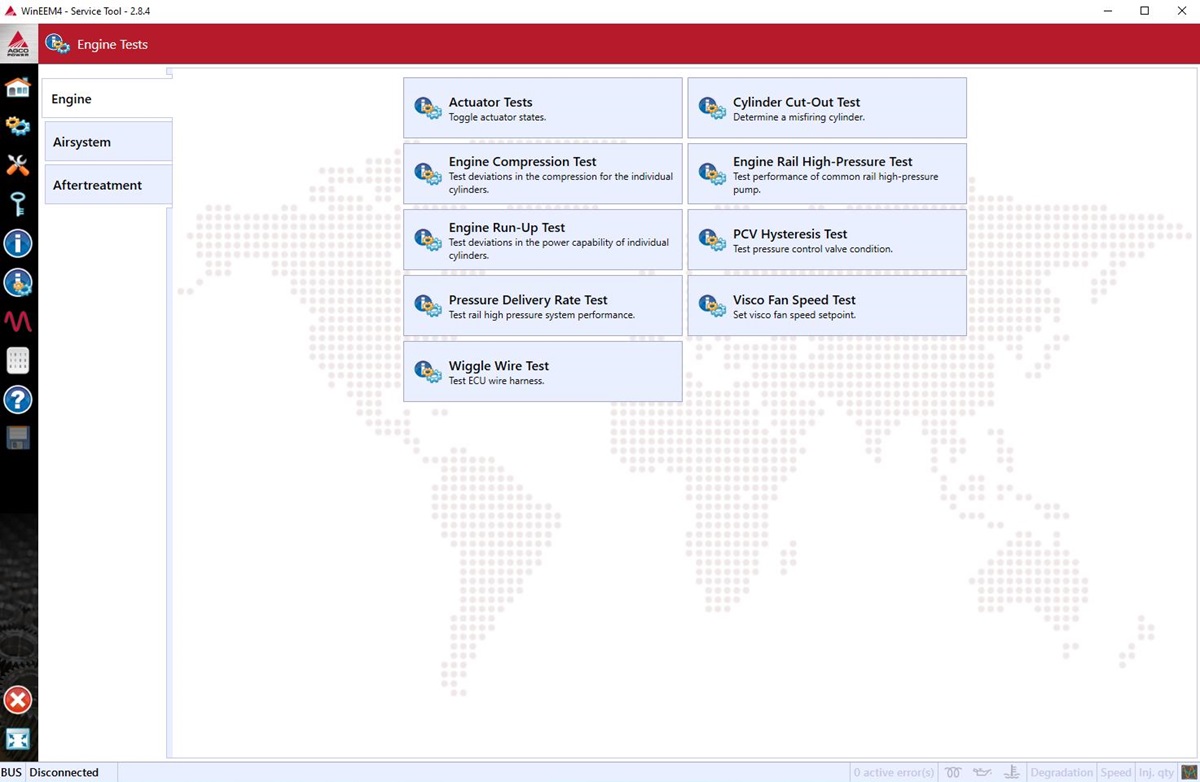 WinEEM4 - Service Tool - 2.8.4
AGCO
POWER
Engine Tests
Engine
Airsystem
Aftertreatment
Actuator Tests
Toggle actuator states.
Cylinder Cut-Out Test
Determine a misfiring cylinder.
Engine Compression Test
Test deviations in the compression for the individual
cylinders.
Engine Rail High-Pressure Test
Test performance of common rail high-pressure
pump.
Engine Run-Up Test
Test deviations in the power capability of individual
cylinders.
PCV Hysteresis Test
Test pressure control valve condition.
Pressure Delivery Rate Test
Test rail high pressure system performance.
Visco Fan Speed Test
Set visco fan speed setpoint.
Wiggle Wire Test
Test ECU wire harness.
BUS Disconnected
0 active error(s)
Degradation
Speed
Inj. qty